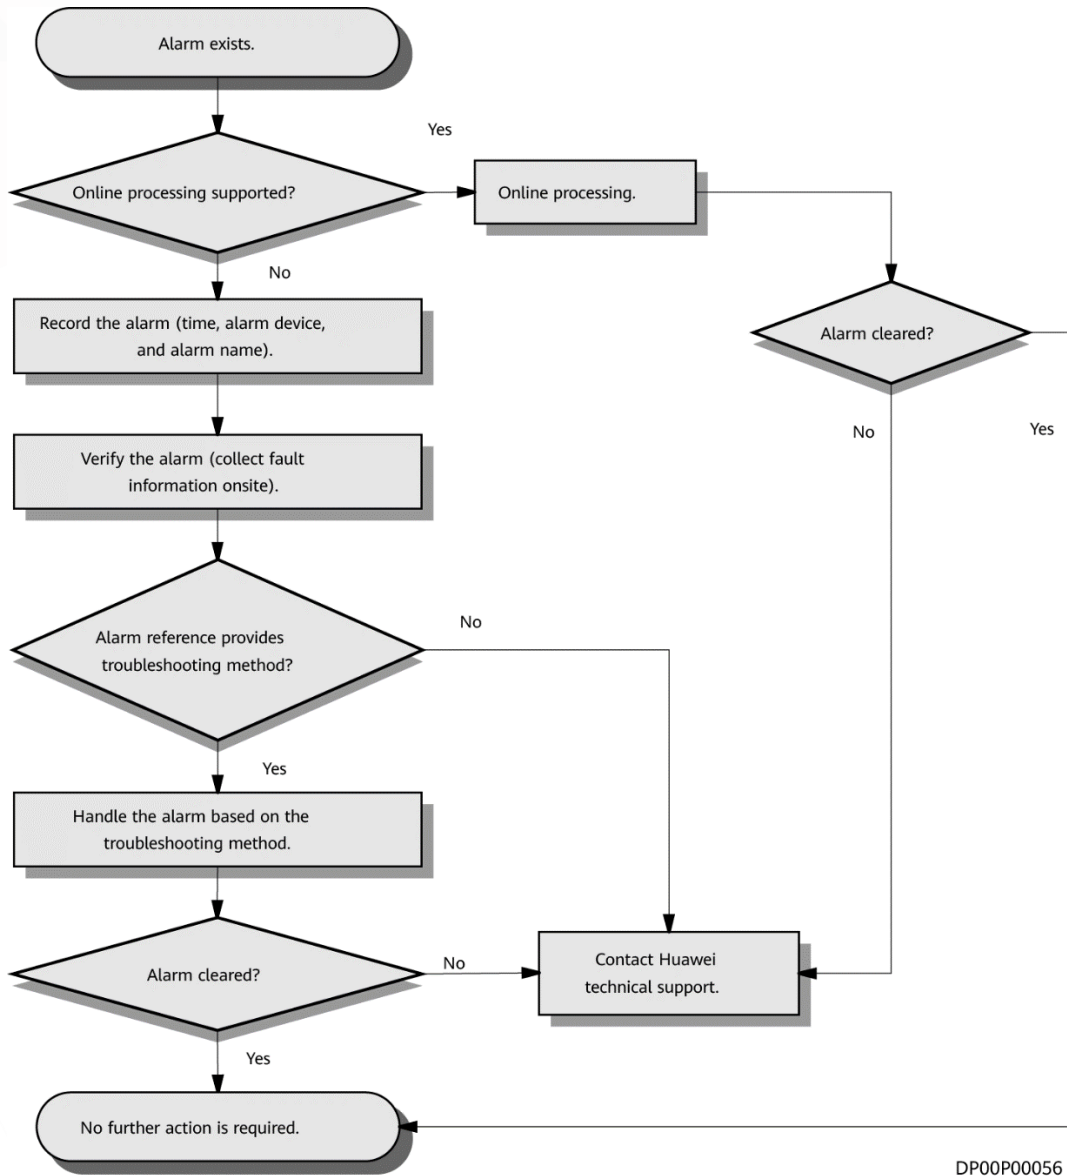 Alarm exists.
Yes
Online processing supported?
Online processing.
No
Record the alarm (time, alarm device,
and alarm name).
Alarm cleared?
No
Yes
Verify the alarm (collect fault
information onsite).
No
Alarm reference provides
troubleshooting method?
Yes
Handle the alarm based on the
troubleshooting method.
Alarm cleared?
No
Contact Huawei
technical support.
Yes
No further action is required.
DP00P00056